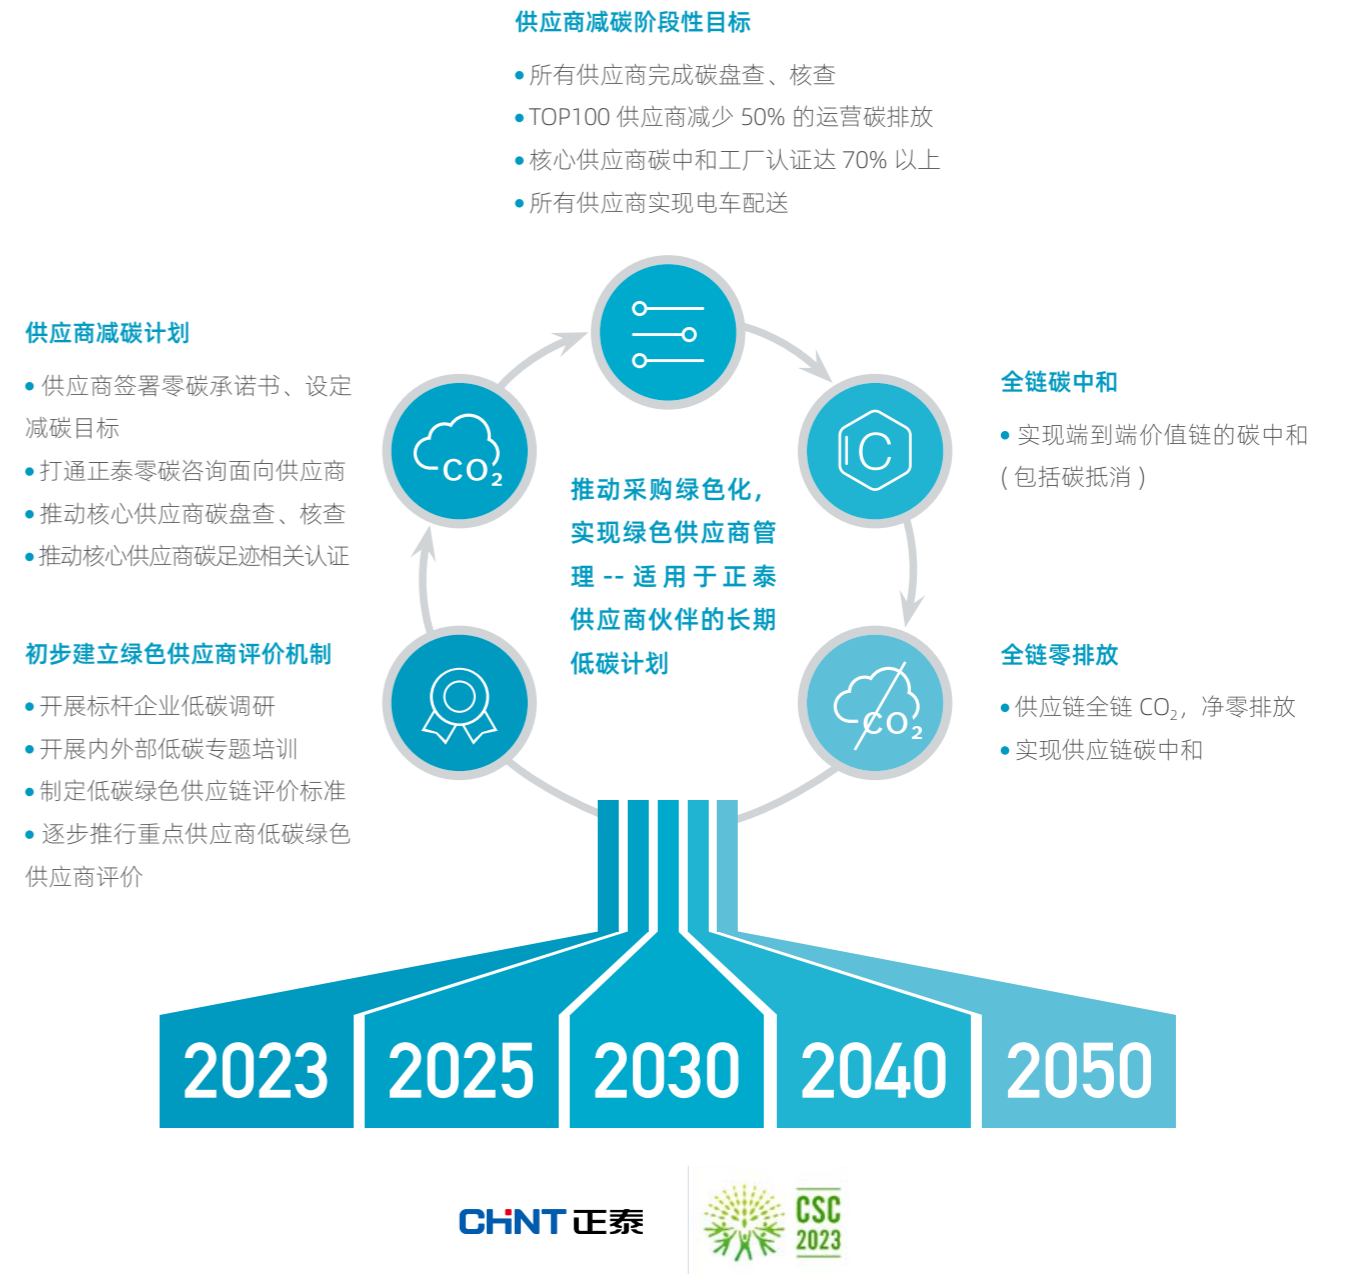 供应商减碳阶段性目标
• 所有供应商完成碳盘查、核查
• TOP100 供应商减少 50% 的运营碳排放
• 核心供应商碳中和工厂认证达 70% 以上
• 所有供应商实现电车配送
供应商减碳计划
• 供应商签署零碳承诺书、设定
减碳目标
• 打通正泰零碳咨询面向供应商
• 推动核心供应商碳盘查、核查
• 推动核心供应商碳足迹相关认证
初步建立绿色供应商评价机制
• 开展标杆企业低碳调研
• 开展内外部低碳专题培训
• 制定低碳绿色供应链评价标准
• 逐步推行重点供应商低碳绿色
供应商评价
CO₂
推动采购绿色化，
实现绿色供应商管
理 -- 适用于正泰
供应商伙伴的长期
低碳计划
C
全链碳中和
• 实现端到端价值链的碳中和
( 包括碳抵消 )
CO₂
全链零排放
• 供应链全链 CO₂，净零排放
• 实现供应链碳中和
2023
2025
2030
2040
2050
CHNT 正泰
CSC
2023